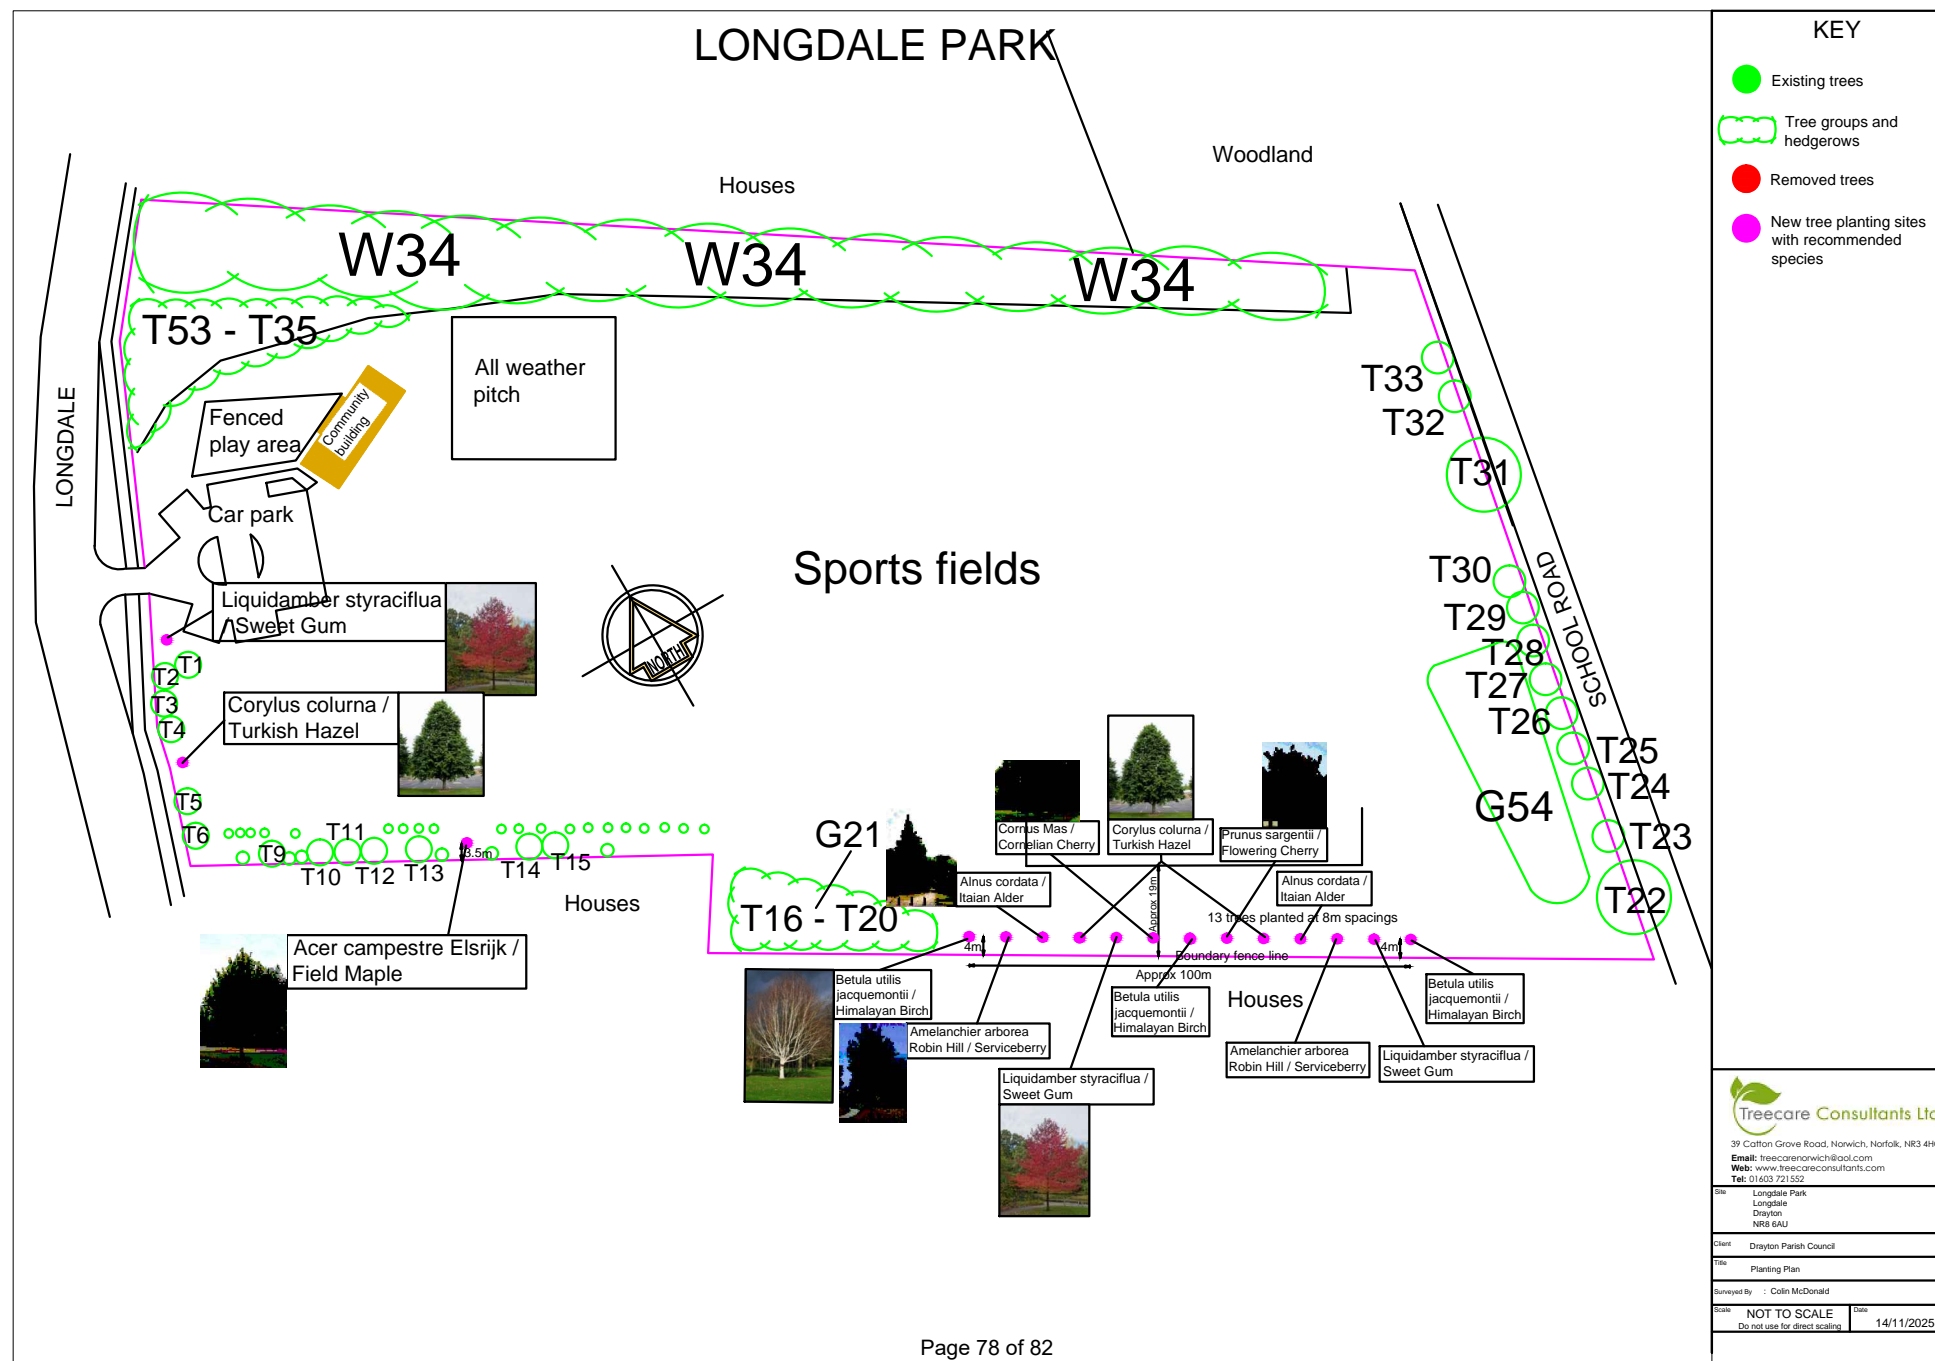 LONGDALE PARK
KEY
Existing trees
Tree groups and
hedgerows
Removed trees
New tree planting sites
with recommended
species
Woodland
Houses
W34
W34
W34
T53 - T35
All weather
pitch
Fenced
play area
Community
building
LONGDALE
Car park
Sports fields
NORTH
Liquidamber styraciflua
/ Sweet Gum
Corylus colurna /
Turkish Hazel
T1
T2
T3
T4
T5
T6
T9
T10
T11
T12
T13
3.5m
T14
T15
Houses
Acer campestre Elsrijk /
Field Maple
G21
T16 - T20
T33
T32
T31
T30
T29
T28
T27
T26
T25
T24
T23
T22
G54
SCHOOL ROAD
Cornus Mas /
Cornelian Cherry
Corylus colurna /
Turkish Hazel
Prunus sargentii /
Flowering Cherry
Alnus cordata /
Itaian Alder
Alnus cordata /
Itaian Alder
Approx 19m
13 trees planted at 8m spacings
4m
4m
Boundary fence line
Approx 100m
Houses
Betula utilis
jacquemontii /
Himalayan Birch
Amelanchier arborea
Robin Hill / Serviceberry
Liquidamber styraciflua /
Sweet Gum
Betula utilis
jacquemontii /
Himalayan Birch
Amelanchier arborea
Robin Hill / Serviceberry
Liquidamber styraciflua /
Sweet Gum
Betula utilis
jacquemontii /
Himalayan Birch
Treecare Consultants Ltd
39 Catton Grove Road, Norwich, Norfolk, NR3
Email: treecarenorwich@aol.com
Web: www.treecareconsultants.com
Tel: 01603 721552
Site
Longdale Park
Longdale
Drayton
NR8 6AU
Client
Drayton Parish Council
Title
Planting Plan
Surveyed By : Colin McDonald
Scale
NOT TO SCALE
Do not use for direct scaling
Date
14/11/2025
Page 78 of 82